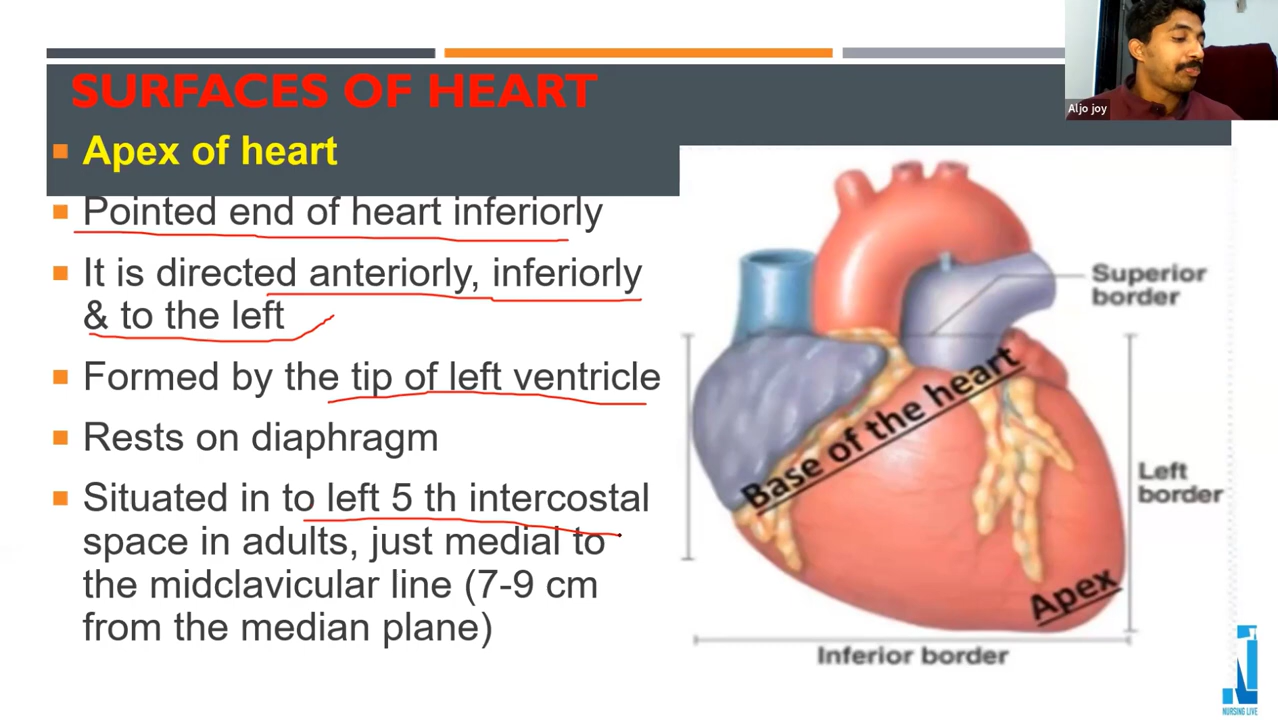 SURFACES OF HEART
Aljo joy
Apex of heart
Pointed end of heart inferiorly
It is directed anteriorly, inferiorly
& to the left
Formed by the tip of left ventricle
Rests on diaphragm
Situated in to left 5 th intercostal
space in adults, just medial to
the midclavicular line (7-9 cm
from the median plane)
Superior
border
Base of the heart
Left
border
Apex
Inferior border
NURSING LIVE